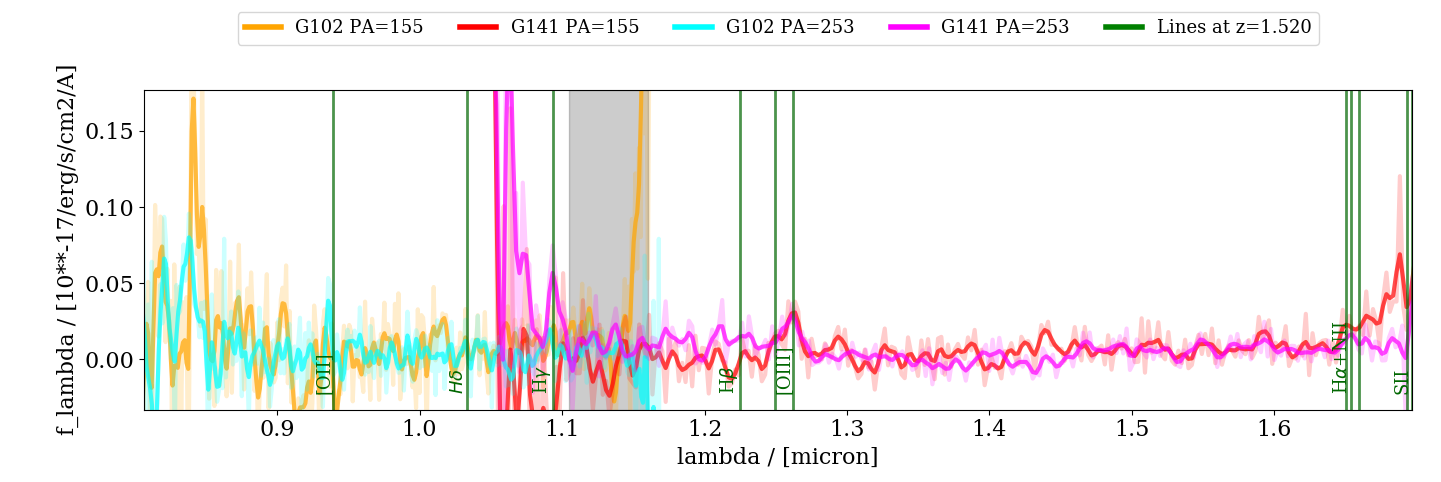 G102 PA=155 G141 PA=155 G102 PA=253 G141 PA=253 Lines at z=1.520
f_lambda / [10**-17/erg/s/cm2/A]
0.15
0.10
0.05
0.00
[OII] Hδ Hγ Hβ [OIII] Hα+NII SII
0.9 1.0 1.1 1.2 1.3 1.4 1.5 1.6
lambda / [micron]